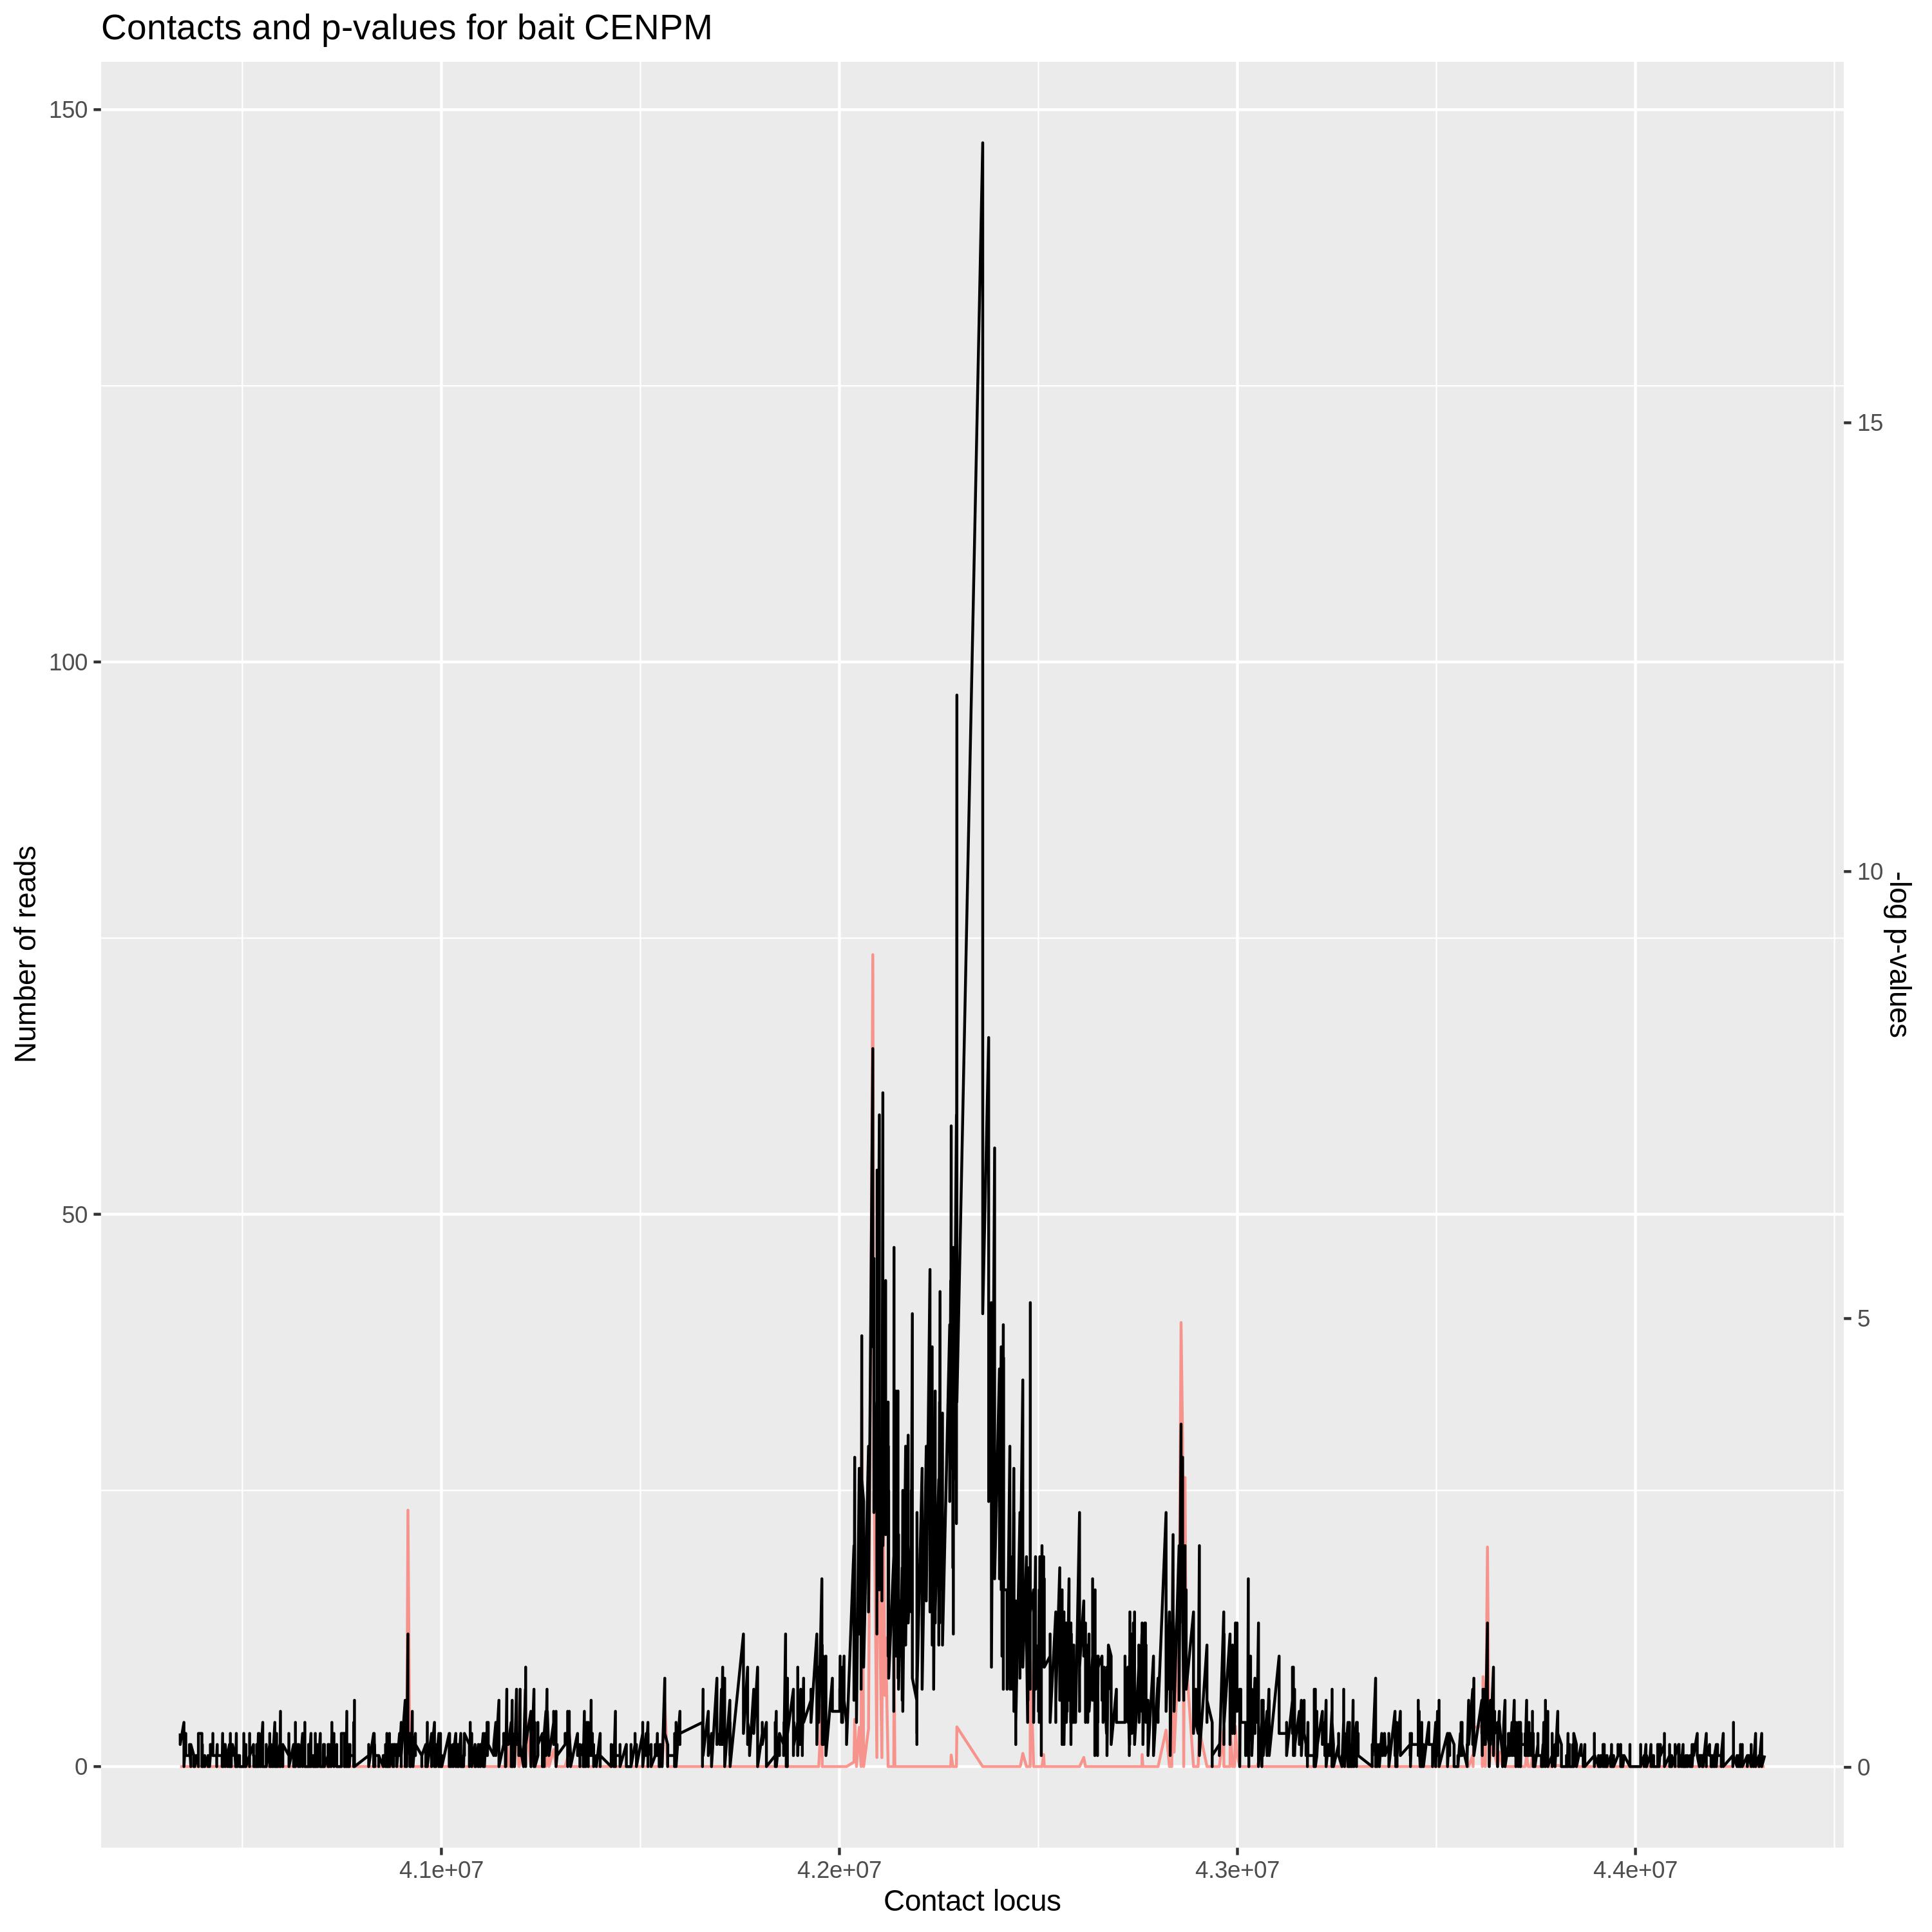 Contacts and p-values for bait CENPM
150
100
50
0
Number of reads
15
10
5
0
-log p-values
4.1e+07
4.2e+07
4.3e+07
4.4e+07
Contact locus